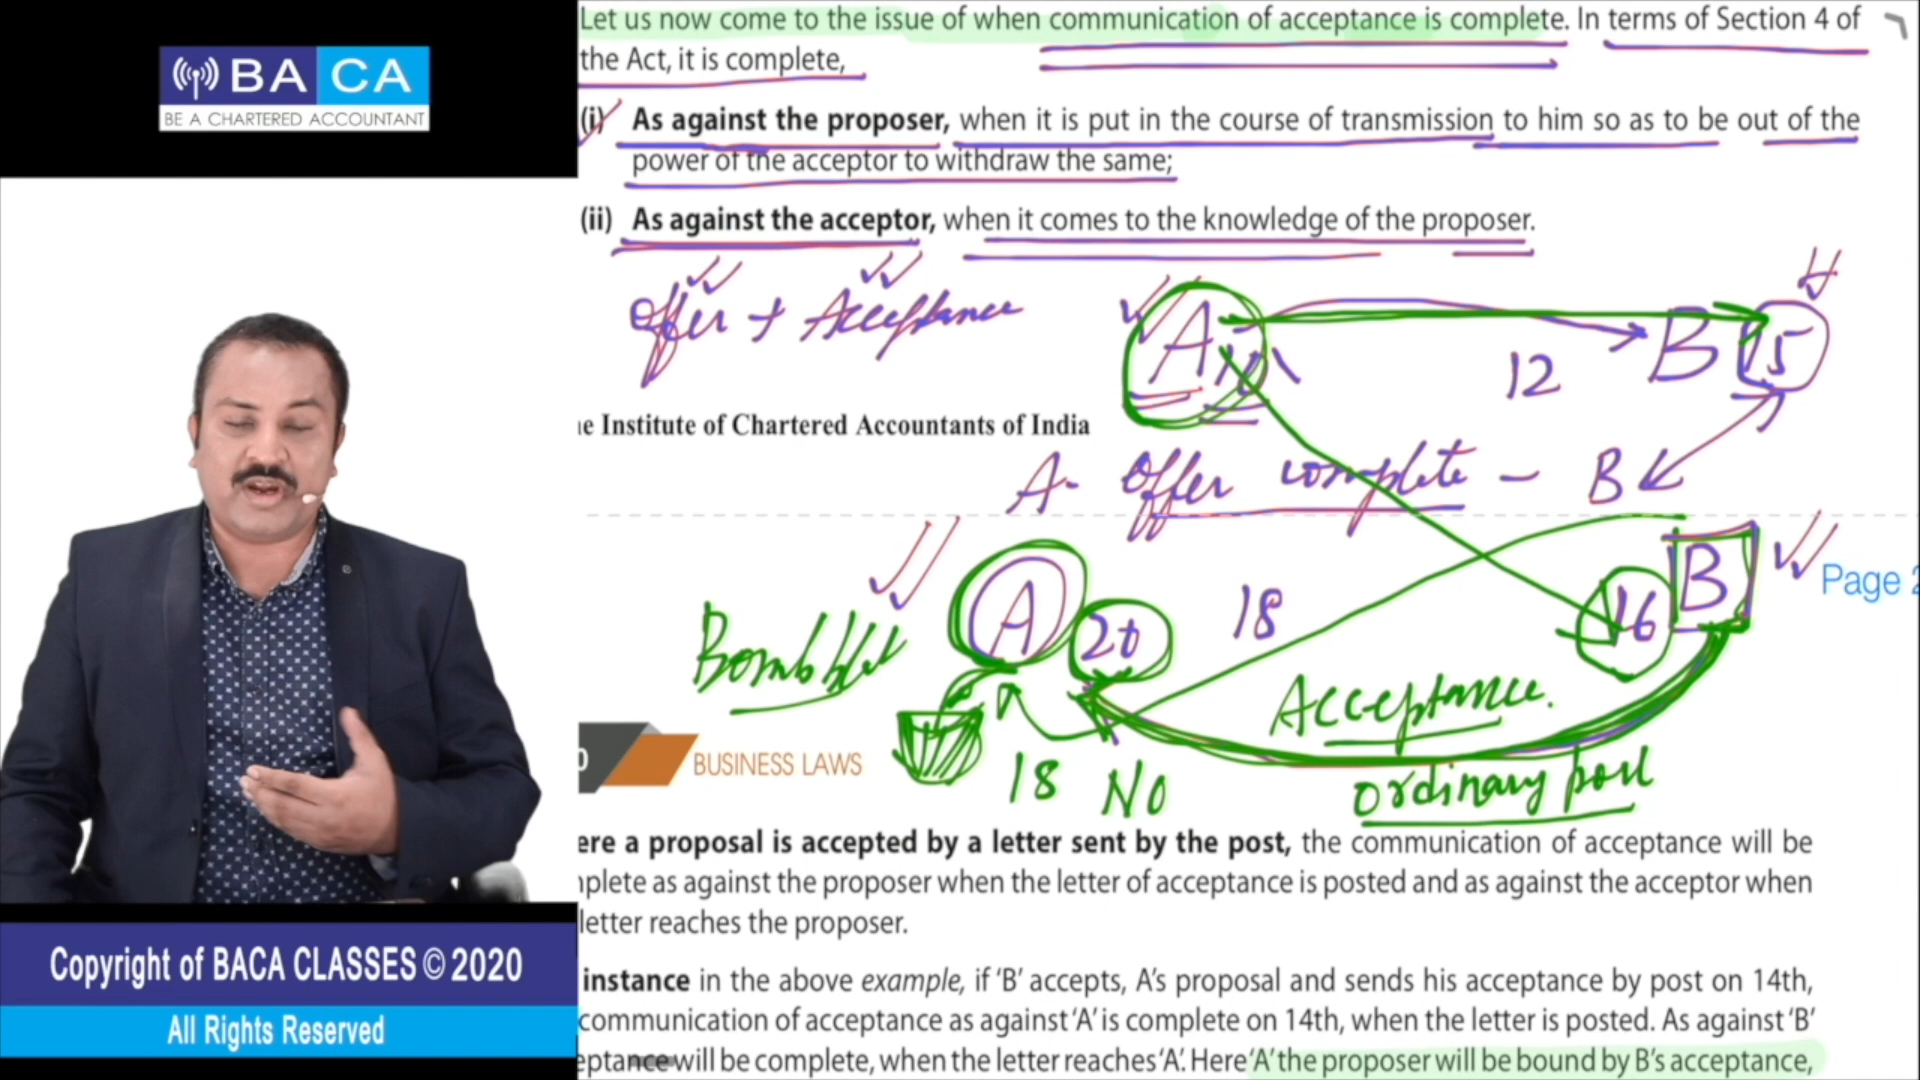 BA CA
BE A CHARTERED ACCOUNTANT
Let us now come to the issue of when communication of acceptance is complete. In terms of Section 4 of
the Act, it is complete,
(i) As against the proposer, when it is put in the course of transmission to him so as to be out of the
power of the acceptor to withdraw the same;
(ii) As against the acceptor, when it comes to the knowledge of the proposer.
Offer + Acceptance
A 10 12 B 15
e Institute of Chartered Accountants of India
A- Offer complete - B
A 20 18 16 B
Page 2
Acceptance.
18 NO
ordinary post
BUSINESS LAWS
ere a proposal is accepted by a letter sent by the post, the communication of acceptance will be
plete as against the proposer when the letter of acceptance is posted and as against the acceptor when
letter reaches the proposer.
instance in the above example, if 'B' accepts, A's proposal and sends his acceptance by post on 14th,
communication of acceptance as against 'A' is complete on 14th, when the letter is posted. As against 'B'
eptance will be complete, when the letter reaches 'A'. Here 'A' the proposer will be bound by B's acceptance,
Copyright of BACA CLASSES © 2020
All Rights Reserved